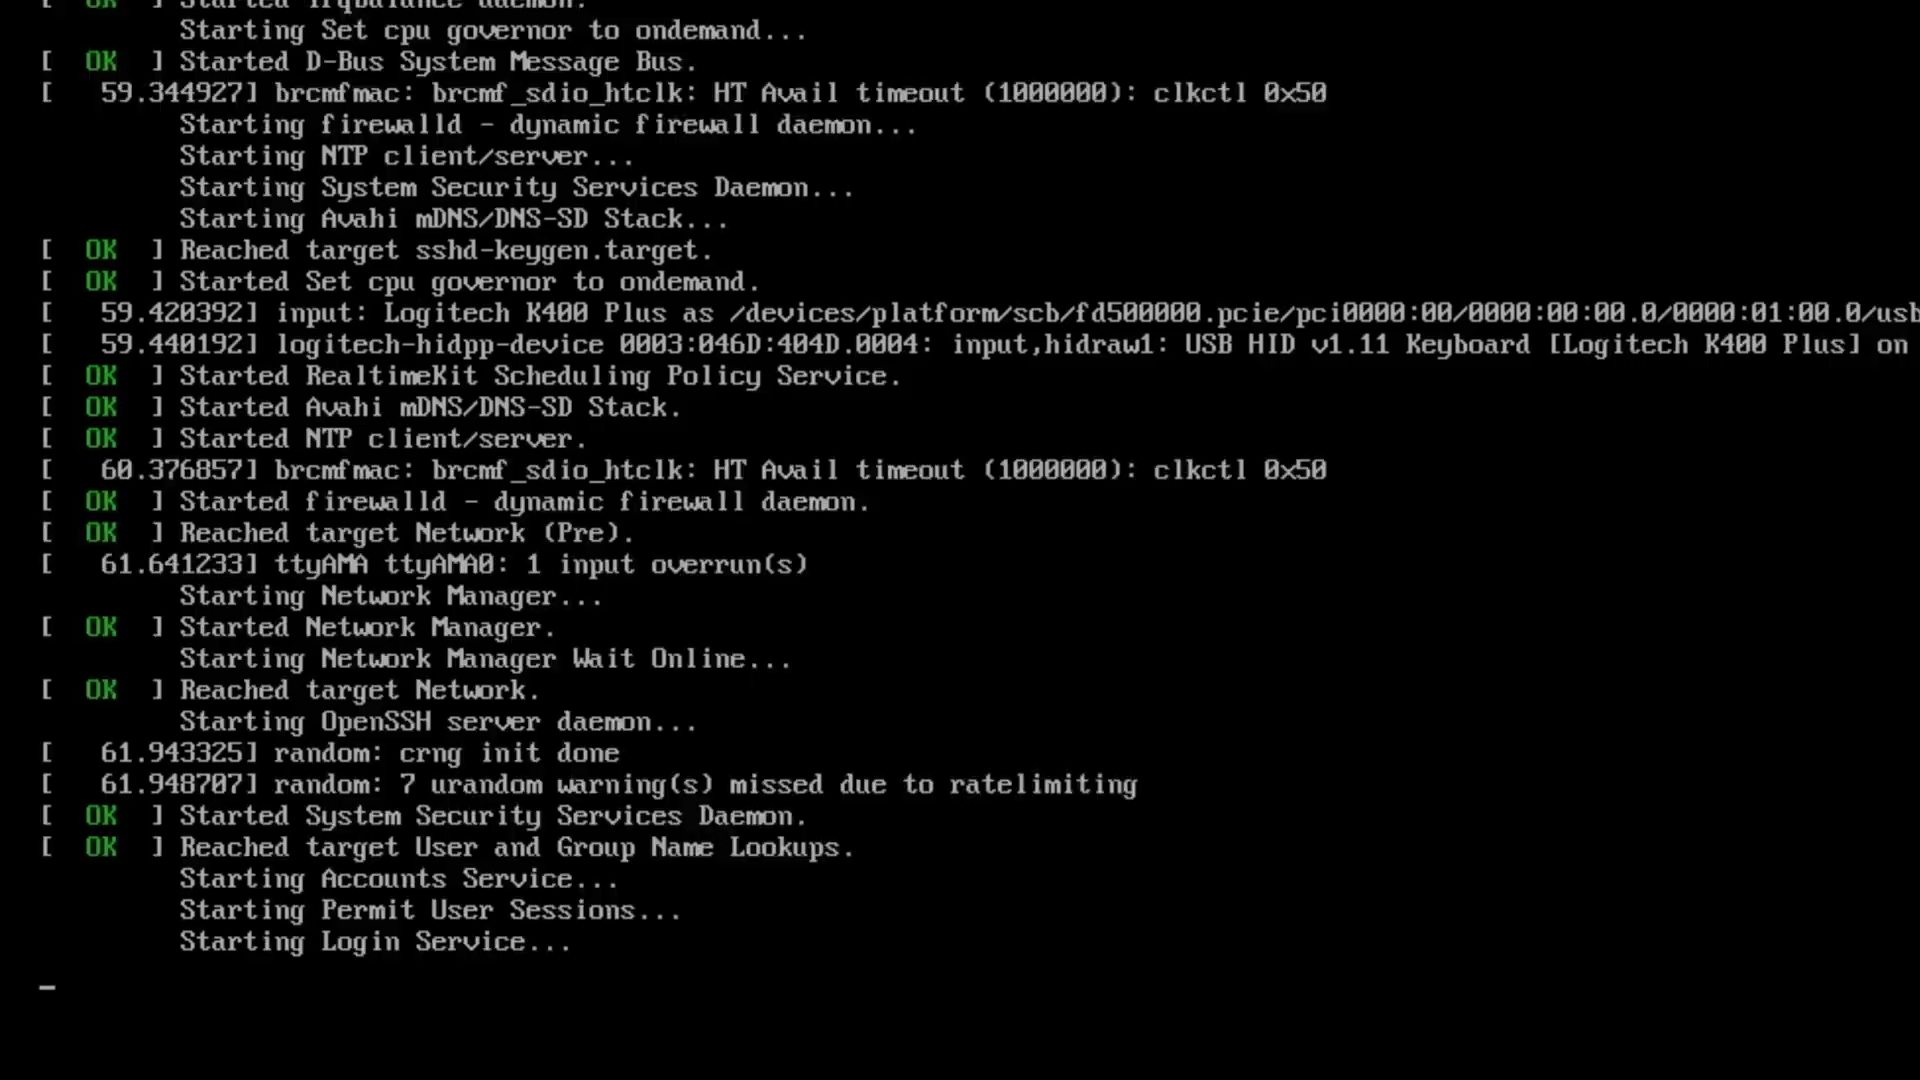 [  OK  ] Started irqbalance daemon.
Starting Set cpu governor to ondemand...
[  OK  ] Started D-Bus System Message Bus.
[   59.344927] brcmfmac: brcmf_sdio_htclk: HT Avail timeout (1000000): clkctl 0x50
Starting firewalld - dynamic firewall daemon...
Starting NTP client/server...
Starting System Security Services Daemon...
Starting Avahi mDNS/DNS-SD Stack...
[  OK  ] Reached target sshd-keygen.target.
[  OK  ] Started Set cpu governor to ondemand.
[   59.420392] input: Logitech K400 Plus as /devices/platform/scb/fd500000.pcie/pci0000:00/0000:00:00.0/0000:01:00.0/usb
[   59.440192] logitech-hidpp-device 0003:046D:404D.0004: input,hidraw1: USB HID v1.11 Keyboard [Logitech K400 Plus] on
[  OK  ] Started RealtimeKit Scheduling Policy Service.
[  OK  ] Started Avahi mDNS/DNS-SD Stack.
[  OK  ] Started NTP client/server.
[   60.376857] brcmfmac: brcmf_sdio_htclk: HT Avail timeout (1000000): clkctl 0x50
[  OK  ] Started firewalld - dynamic firewall daemon.
[  OK  ] Reached target Network (Pre).
[   61.641233] ttyAMA ttyAMA0: 1 input overrun(s)
Starting Network Manager...
[  OK  ] Started Network Manager.
Starting Network Manager Wait Online...
[  OK  ] Reached target Network.
Starting OpenSSH server daemon...
[   61.943325] random: crng init done
[   61.948707] random: 7 urandom warning(s) missed due to ratelimiting
[  OK  ] Started System Security Services Daemon.
[  OK  ] Reached target User and Group Name Lookups.
Starting Accounts Service...
Starting Permit User Sessions...
Starting Login Service...
_